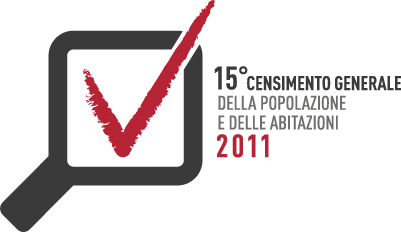 15° CENSIMENTO GENERALE
DELLA POPOLAZIONE
E DELLE ABITAZIONI
2011